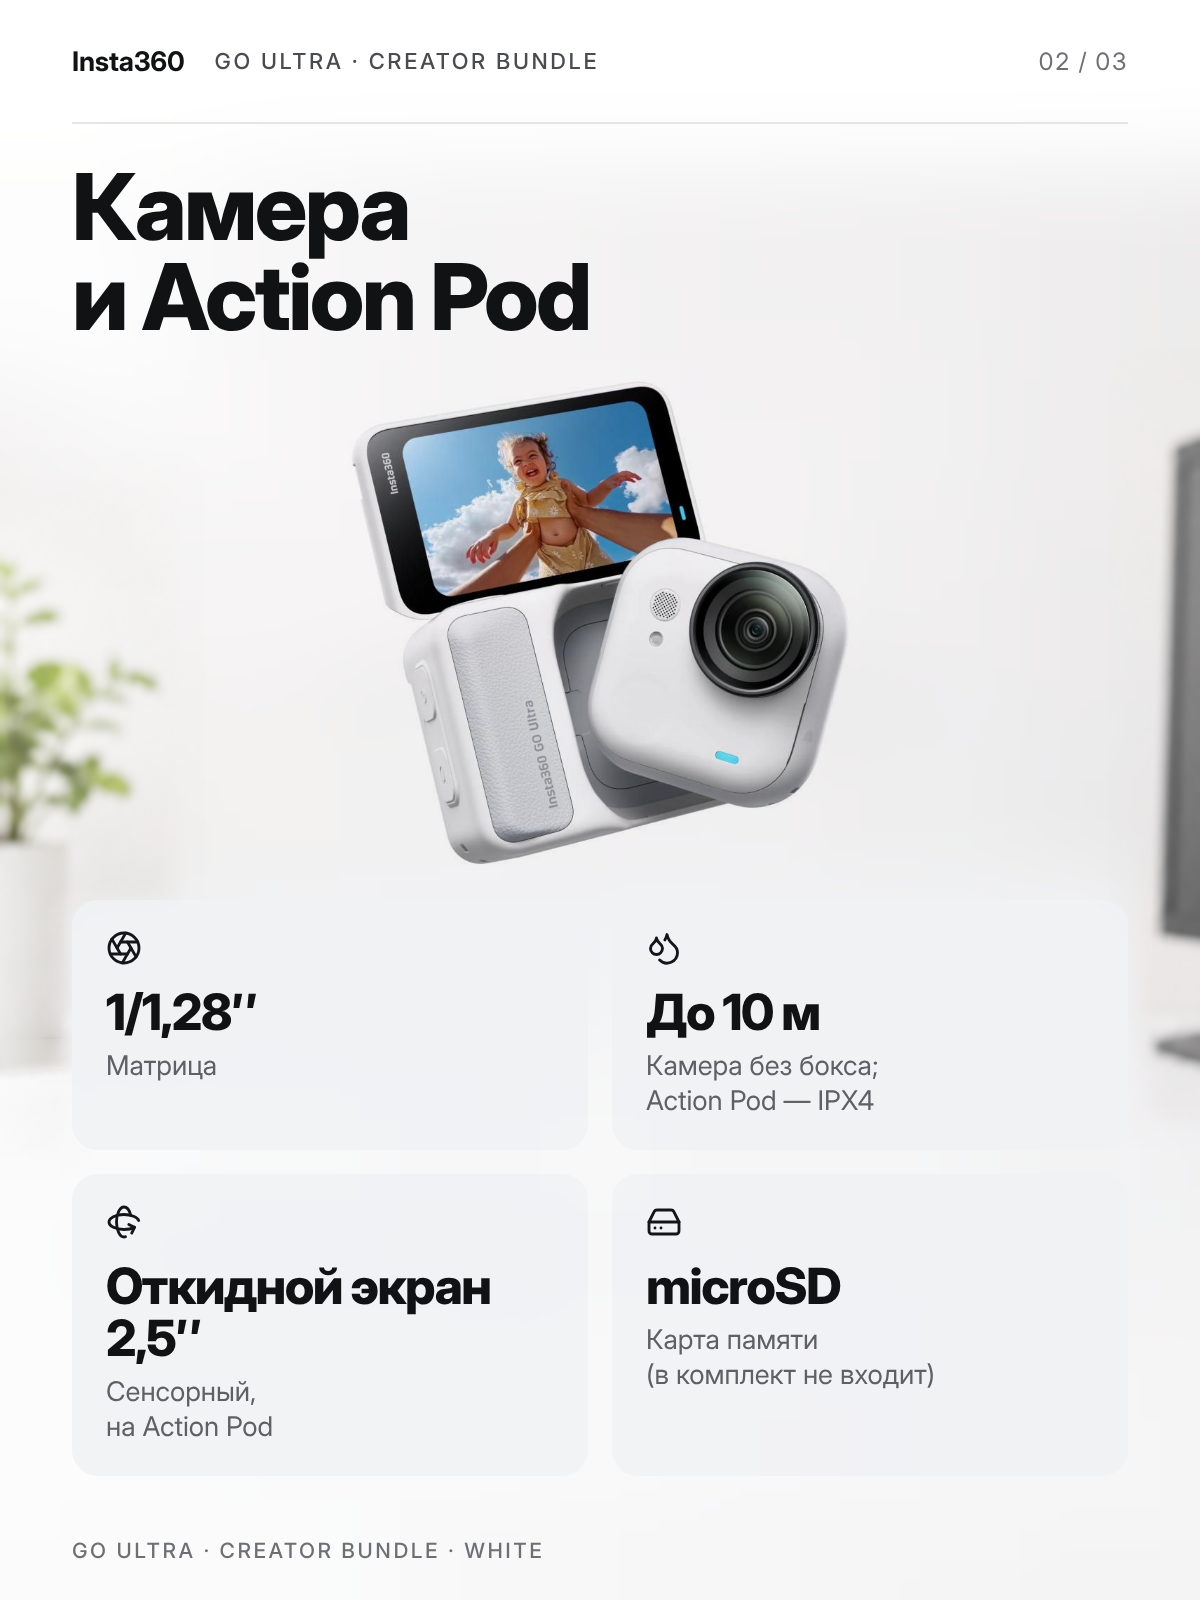 Insta360 GO ULTRA · CREATOR BUNDLE 02 / 03
Камера
и Action Pod
Insta360
Insta360 GO Ultra
1/1,28″
Матрица
До 10 м
Камера без бокса;
Action Pod — IPX4
Откидной экран
2,5″
Сенсорный,
на Action Pod
microSD
Карта памяти
(в комплект не входит)
GO ULTRA · CREATOR BUNDLE · WHITE